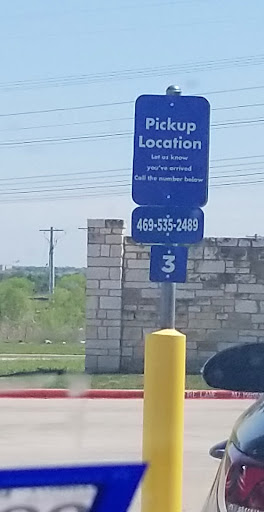 Pickup
Location
Let us know
you've arrived
Call the number below
469-535-2489
3